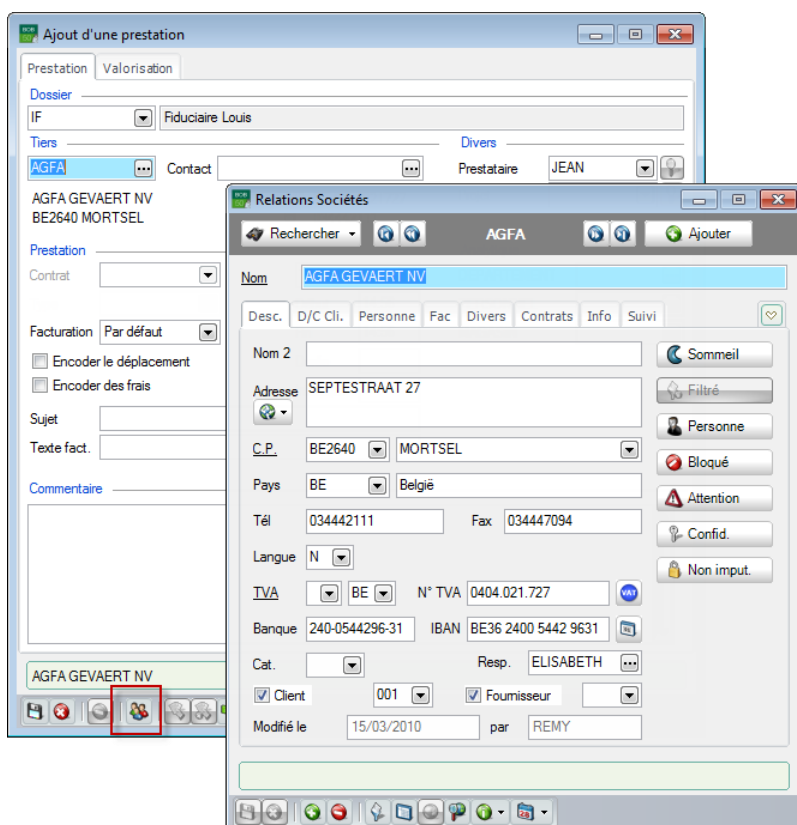 Ajout d'une prestation
Prestation Valorisation
Dossier
IF Fiduciaire Louis
Tiers Divers
AGFA Contact Prestataire JEAN
AGFA GEVAERT NV
BE2640 MORTSEL
Prestation
Contrat
Facturation Par défaut
Encoder le déplacement
Encoder des frais
Sujet
Texte fact.
Commentaire
AGFA GEVAERT NV
Relations Sociétés
Rechercher AGFA Ajouter
Nom AGFA GEVAERT NV
Desc. D/C Cli. Personne Fac Divers Contrats Info Suivi
Nom 2 Sommeil
Adresse SEPTESTRAAT 27 Filtré
Personne
C.P. BE2640 MORTSEL Bloqué
Pays BE België Attention
Tél 034442111 Fax 034447094 Confid.
Langue N Non imput.
TVA BE N° TVA 0404.021.727 VAT
Banque 240-0544296-31 IBAN BE36 2400 5442 9631
Cat. Resp. ELISABETH
Client 001 Fournisseur
Modifié le 15/03/2010 par REMY